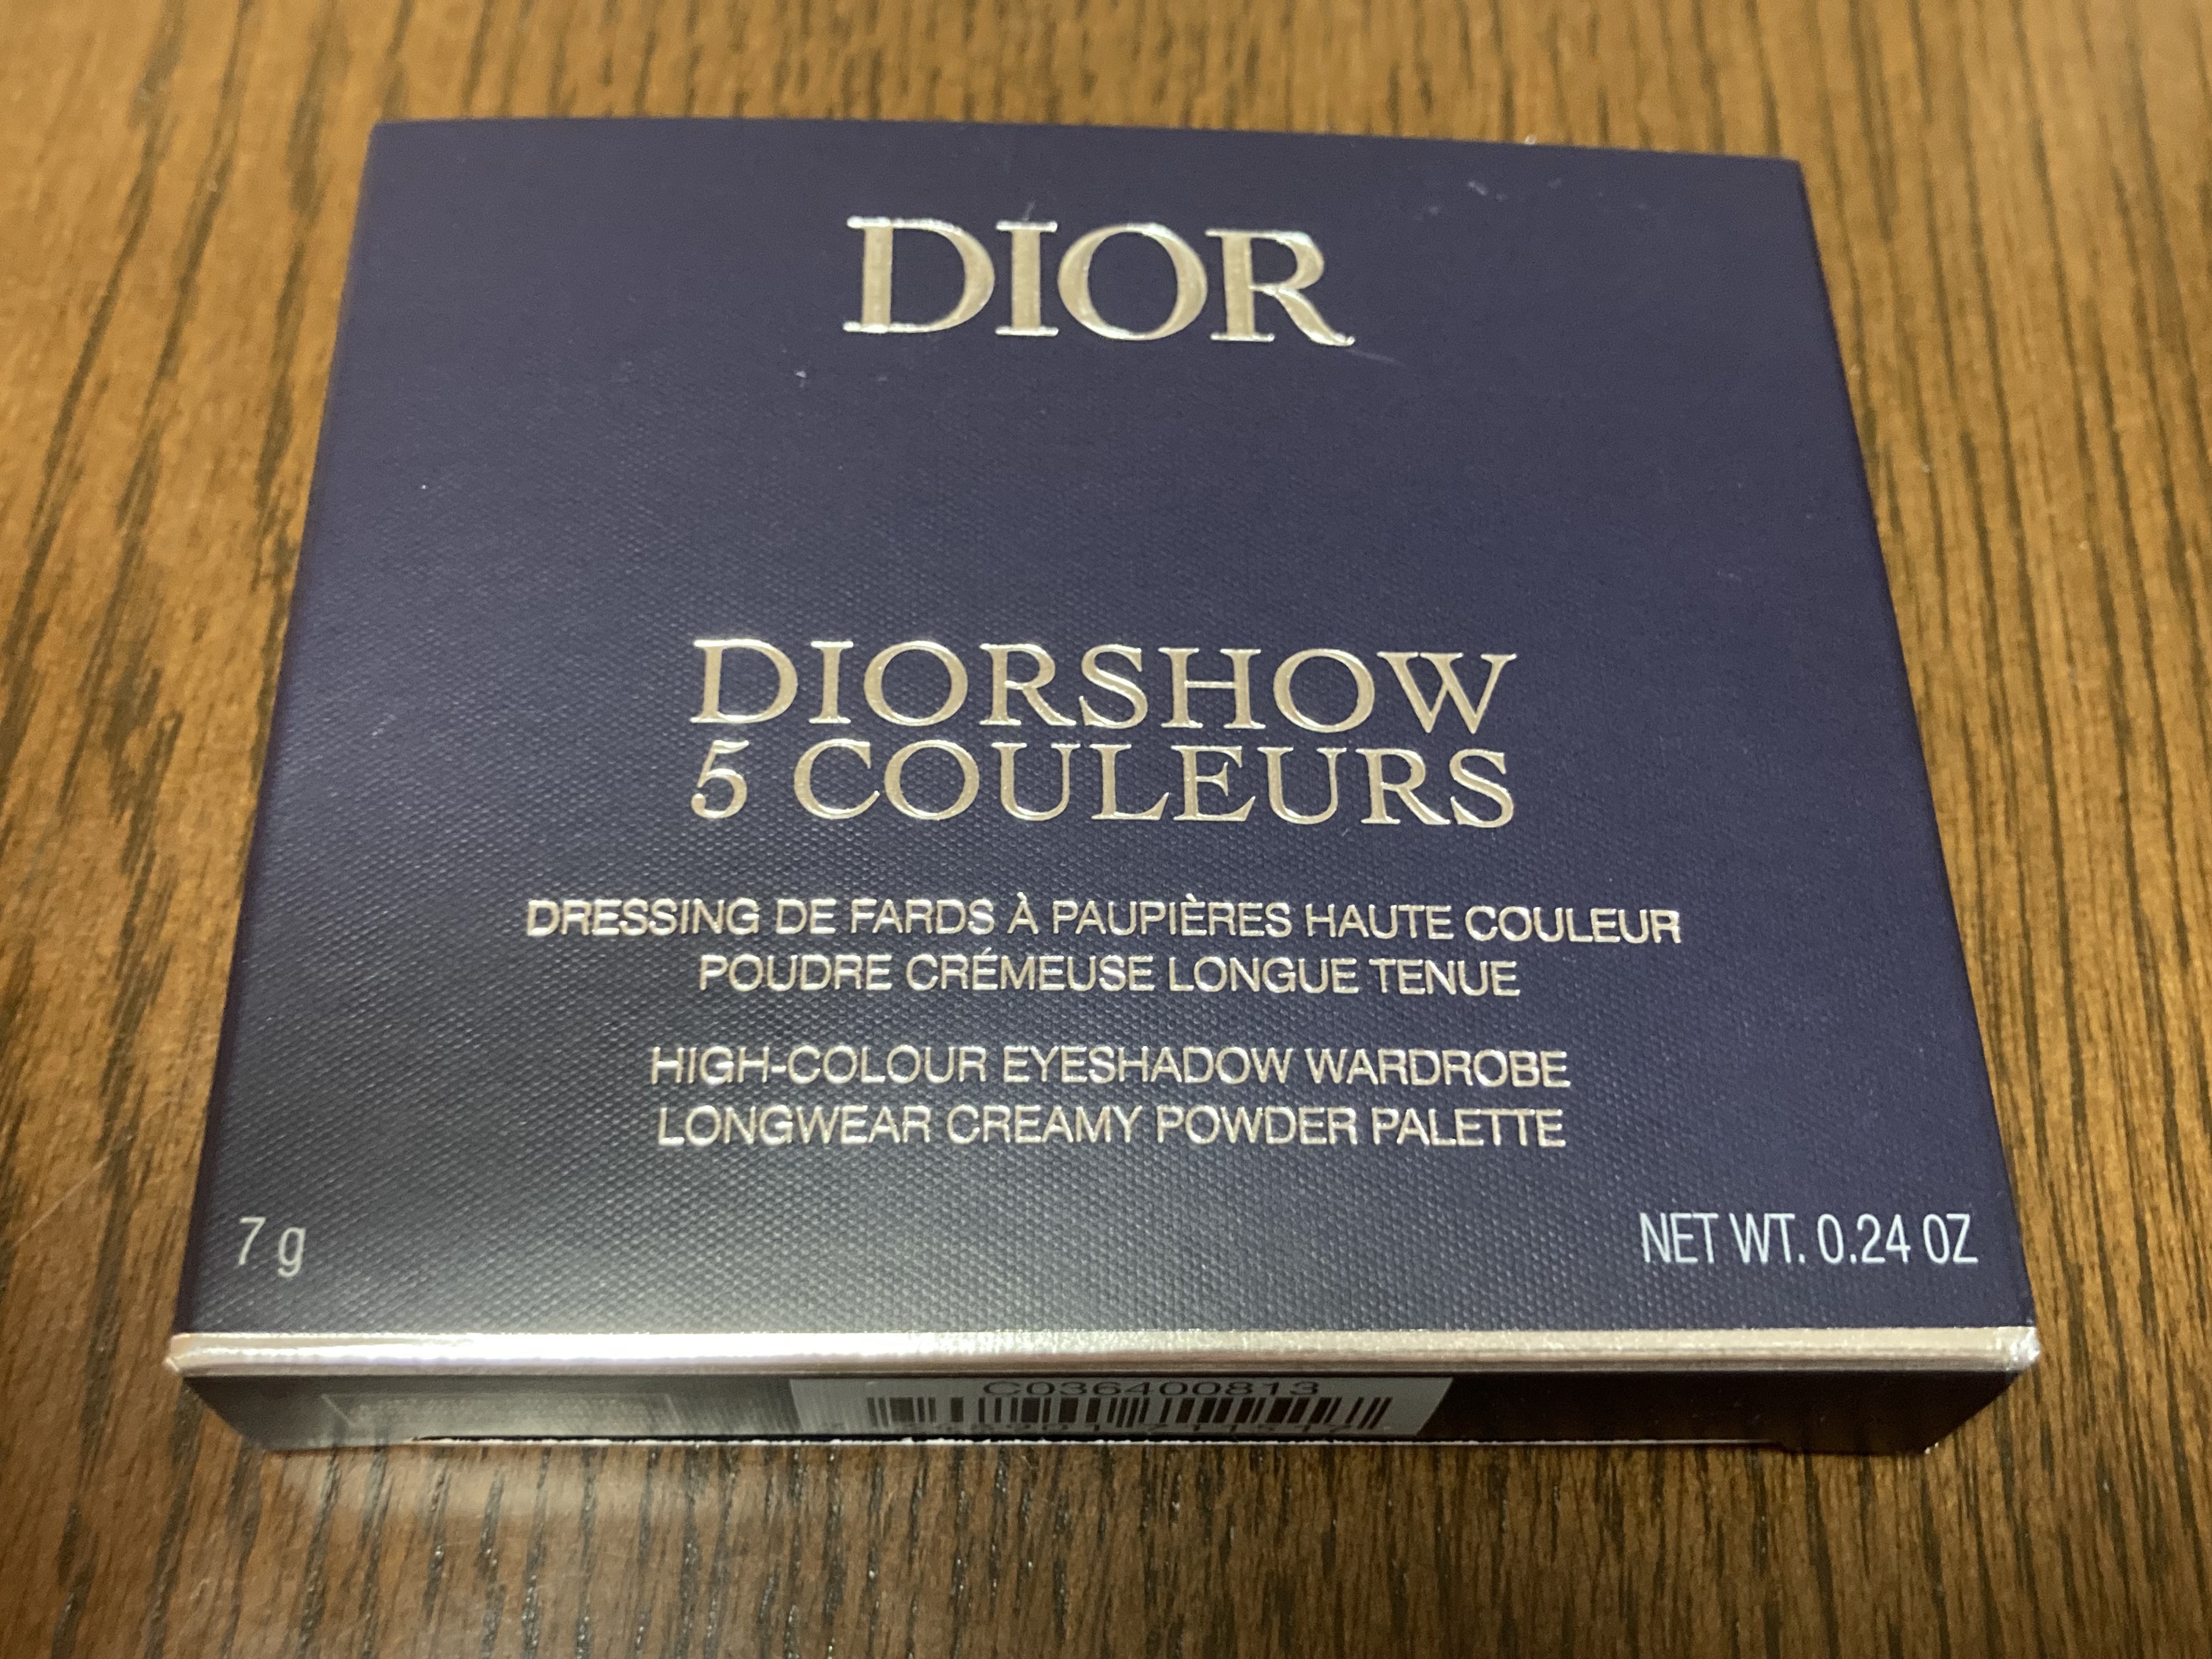 DIOR
DIORSHOW
5 COULEURS
DRESSING DE FARDS À PAUPIÈRES HAUTE COULEUR
POUDRE CRÉMEUSE LONGUE TENUE
HIGH-COLOUR EYESHADOW WARDROBE
LONGWEAR CREAMY POWDER PALETTE
7 g
NET WT. 0.24 OZ
C036400813